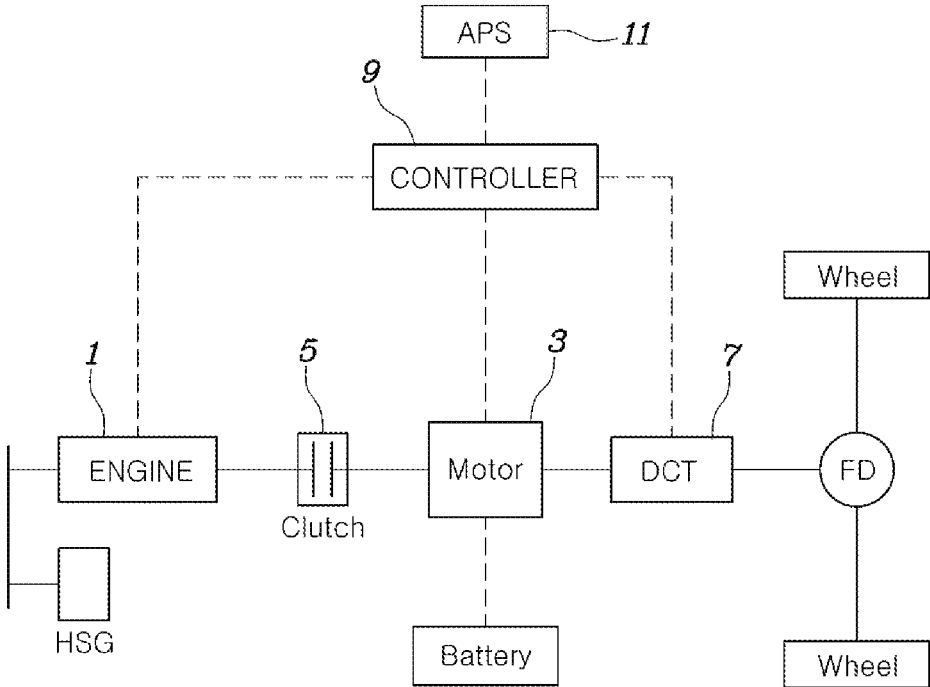 APS
11
9
CONTROLLER
Wheel
1
5
3
7
ENGINE
Clutch
Motor
DCT
FD
HSG
Battery
Wheel